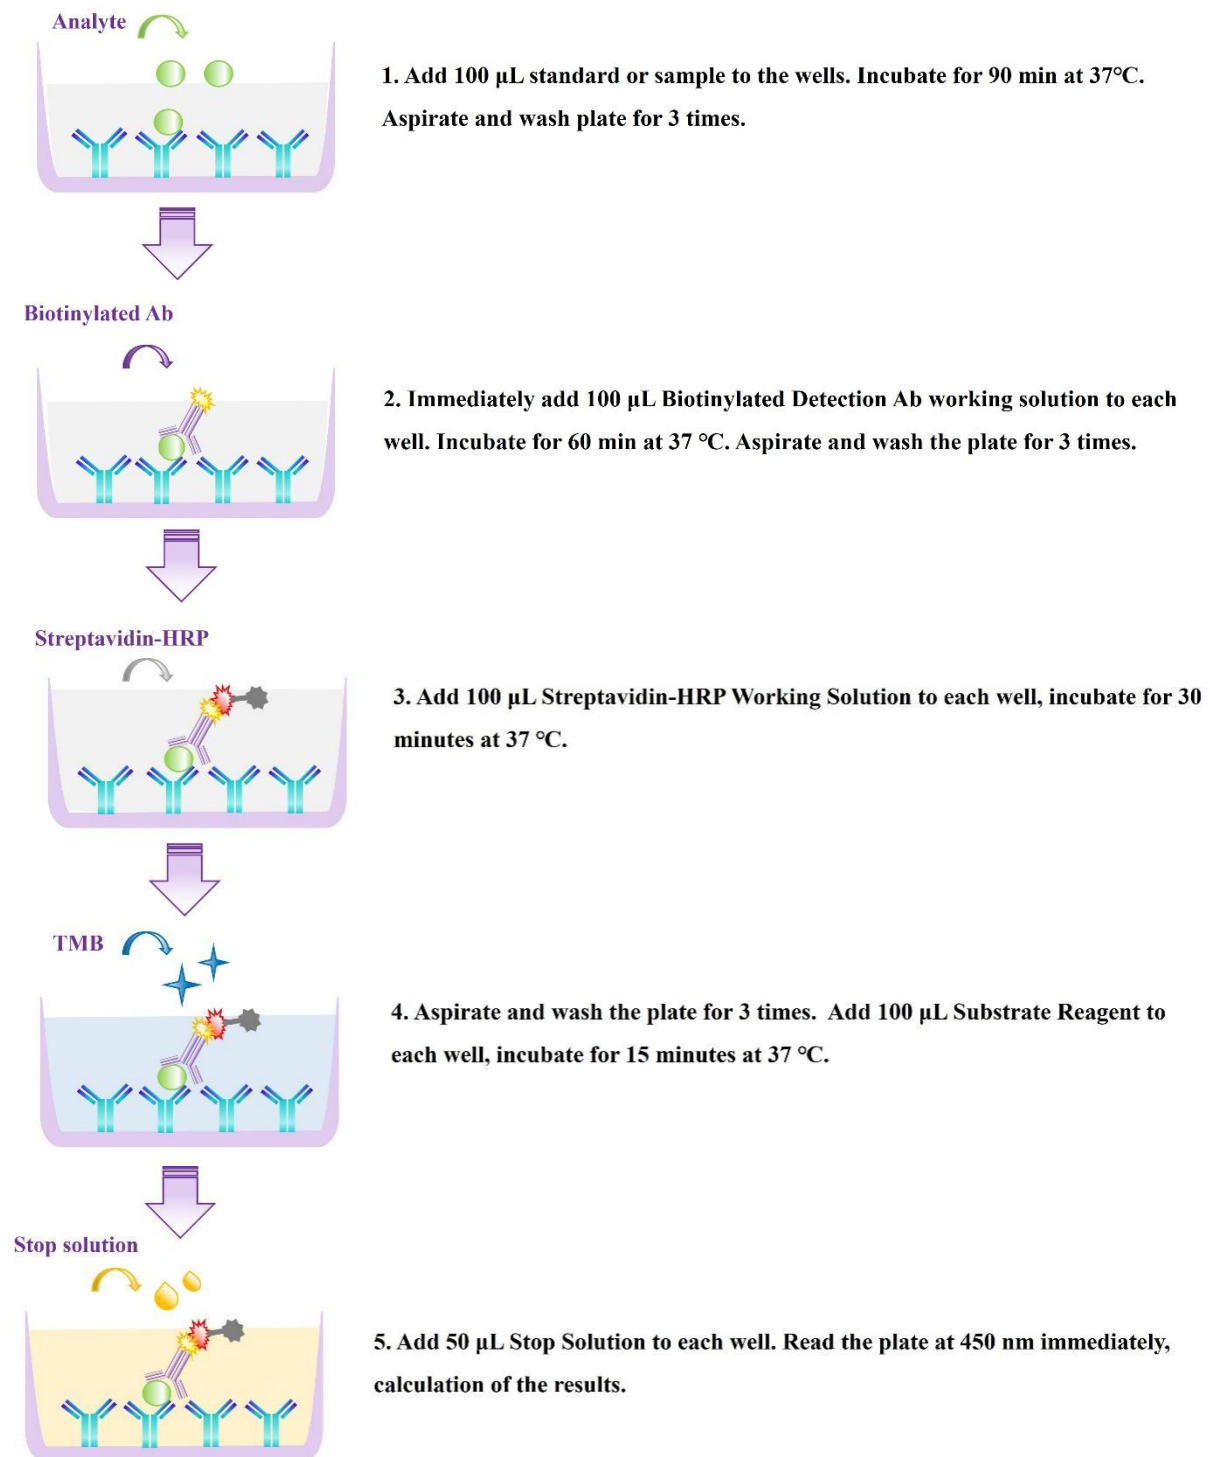 Analyte
1. Add 100 µL standard or sample to the wells. Incubate for 90 min at 37℃.
Aspirate and wash plate for 3 times.
Biotinylated Ab
2. Immediately add 100 µL Biotinylated Detection Ab working solution to each
well. Incubate for 60 min at 37 ℃. Aspirate and wash the plate for 3 times.
Streptavidin-HRP
3. Add 100 µL Streptavidin-HRP Working Solution to each well, incubate for 30
minutes at 37 ℃.
TMB
4. Aspirate and wash the plate for 3 times.  Add 100 µL Substrate Reagent to
each well, incubate for 15 minutes at 37 ℃.
Stop solution
5. Add 50 µL Stop Solution to each well. Read the plate at 450 nm immediately,
calculation of the results.